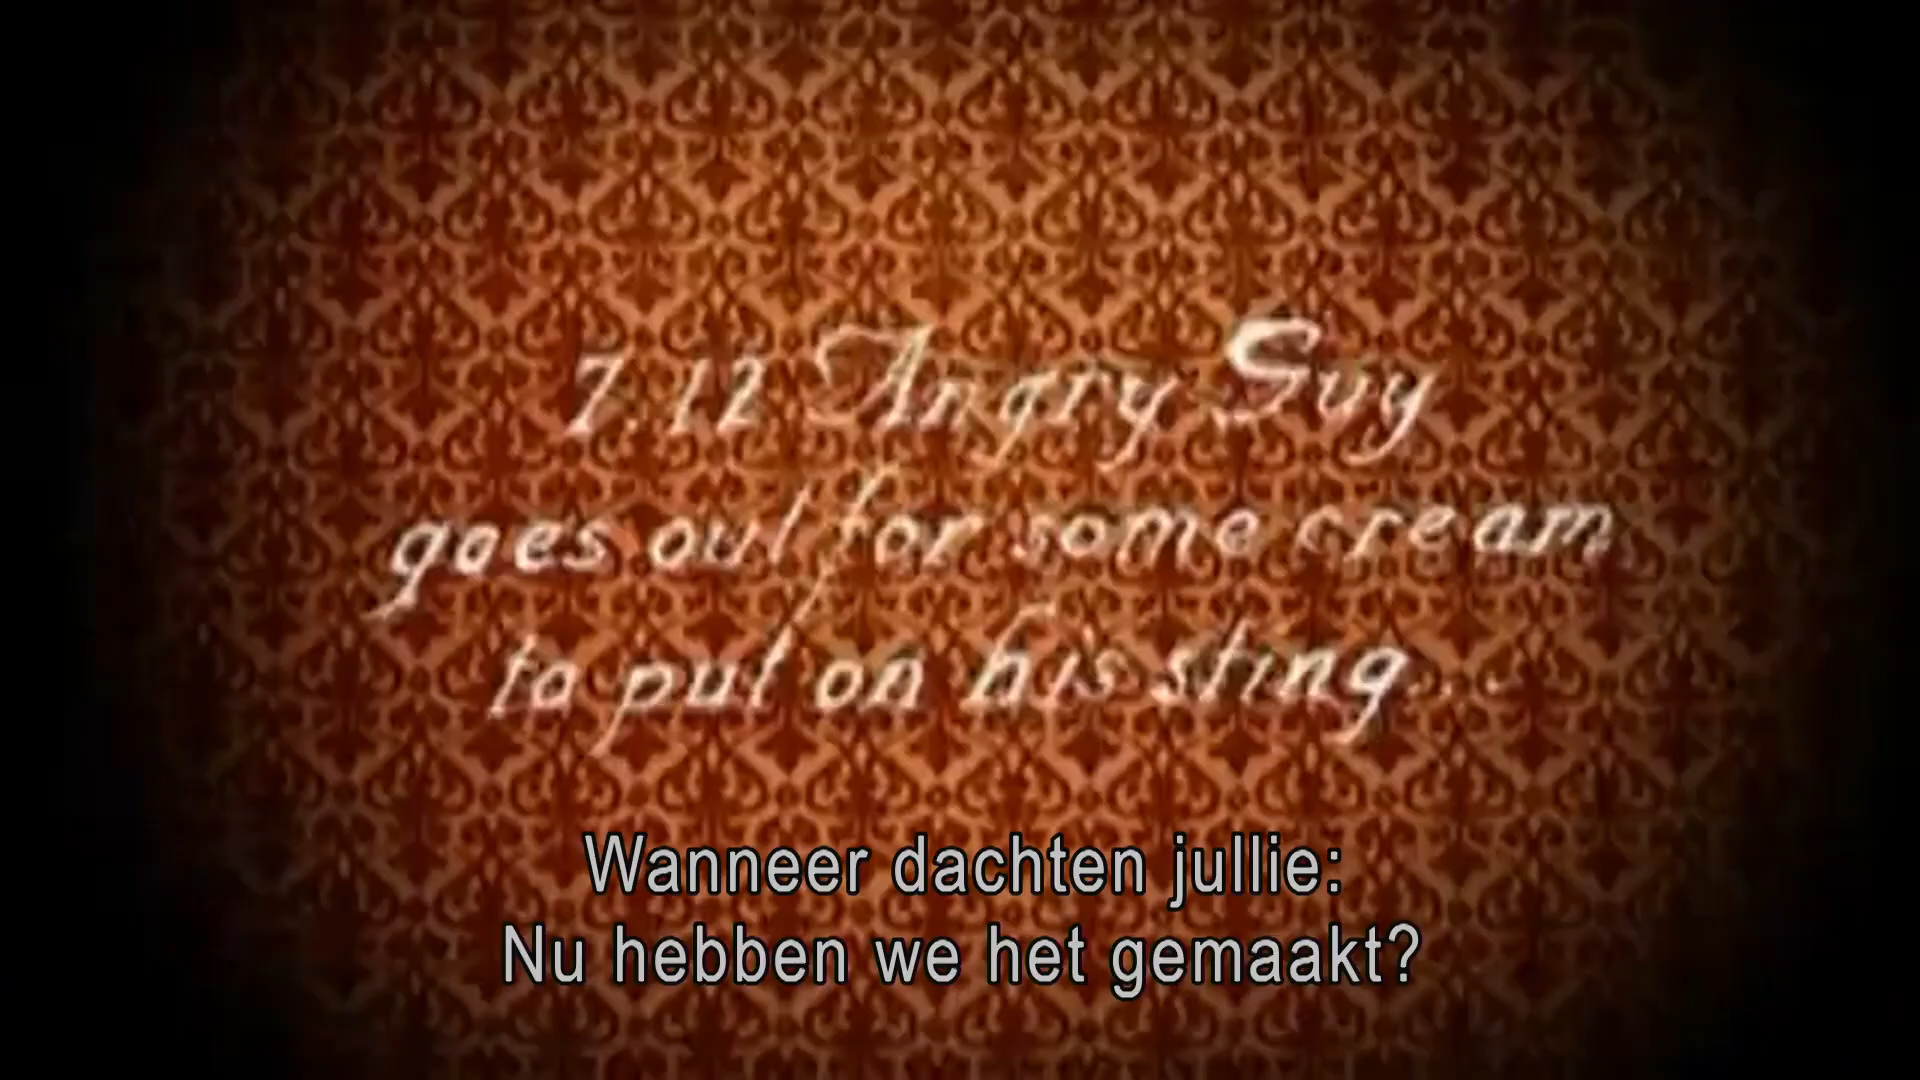 7.12 Angry Guy
goes out for some cream
to put on his sting...
Wanneer dachten jullie:
Nu hebben we het gemaakt?